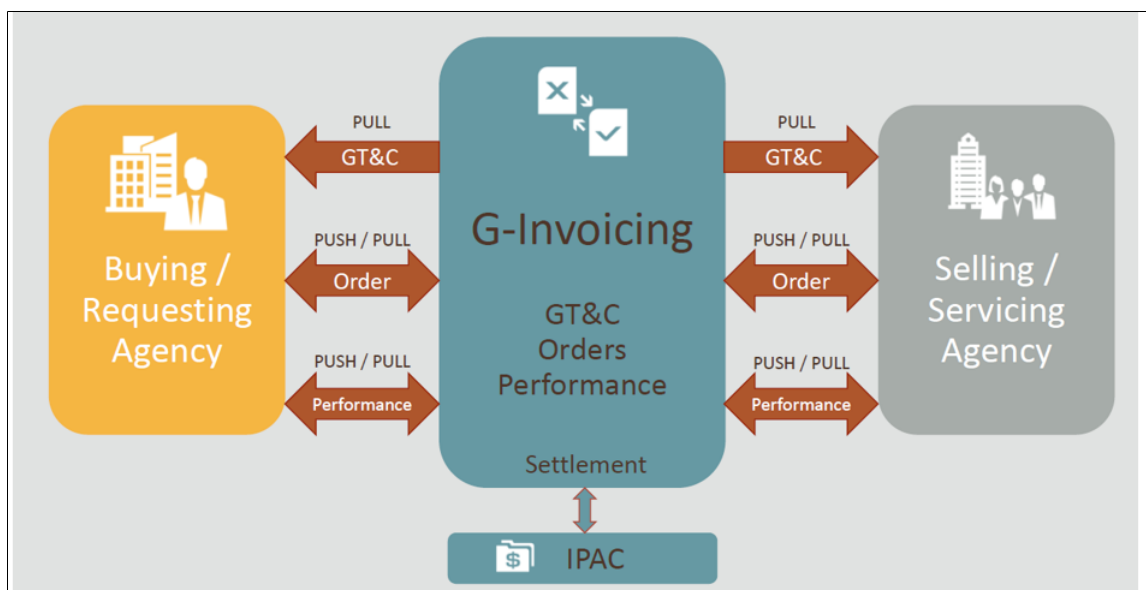 PULL
GT&C
PUSH / PULL
Order
PUSH / PULL
Performance
Buying /
Requesting
Agency
G-Invoicing
GT&C
Orders
Performance
Settlement
IPAC
$
PULL
GT&C
PUSH / PULL
Order
PUSH / PULL
Performance
Selling /
Servicing
Agency